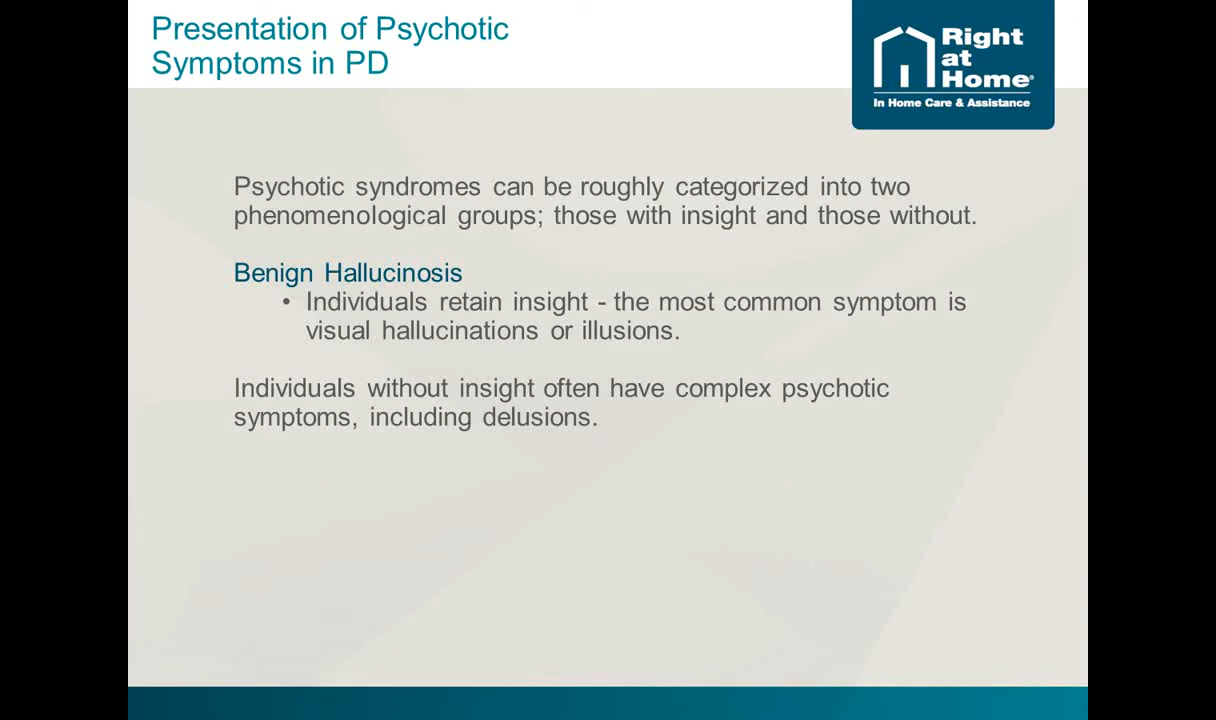 Presentation of Psychotic
Symptoms in PD
Right
at
Home®
In Home Care & Assistance
Psychotic syndromes can be roughly categorized into two
phenomenological groups; those with insight and those without.
Benign Hallucinosis
• Individuals retain insight - the most common symptom is
visual hallucinations or illusions.
Individuals without insight often have complex psychotic
symptoms, including delusions.